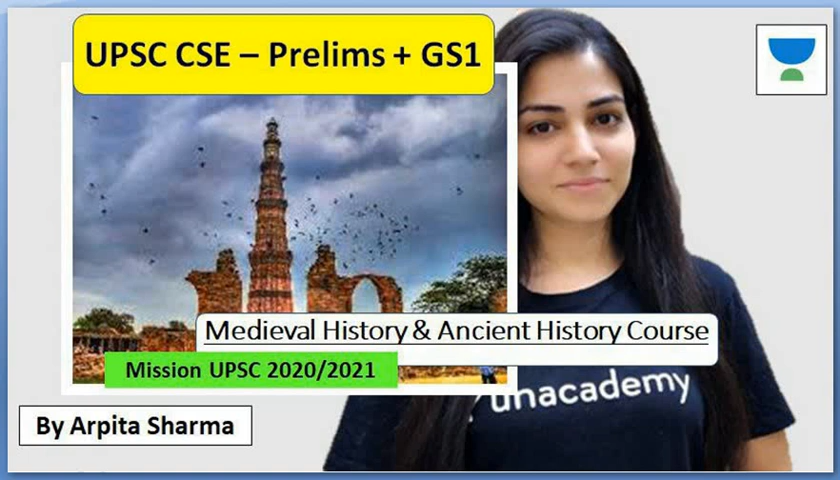 UPSC CSE – Prelims + GS1
Medieval History & Ancient History Course
Mission UPSC 2020/2021
unacademy
By Arpita Sharma